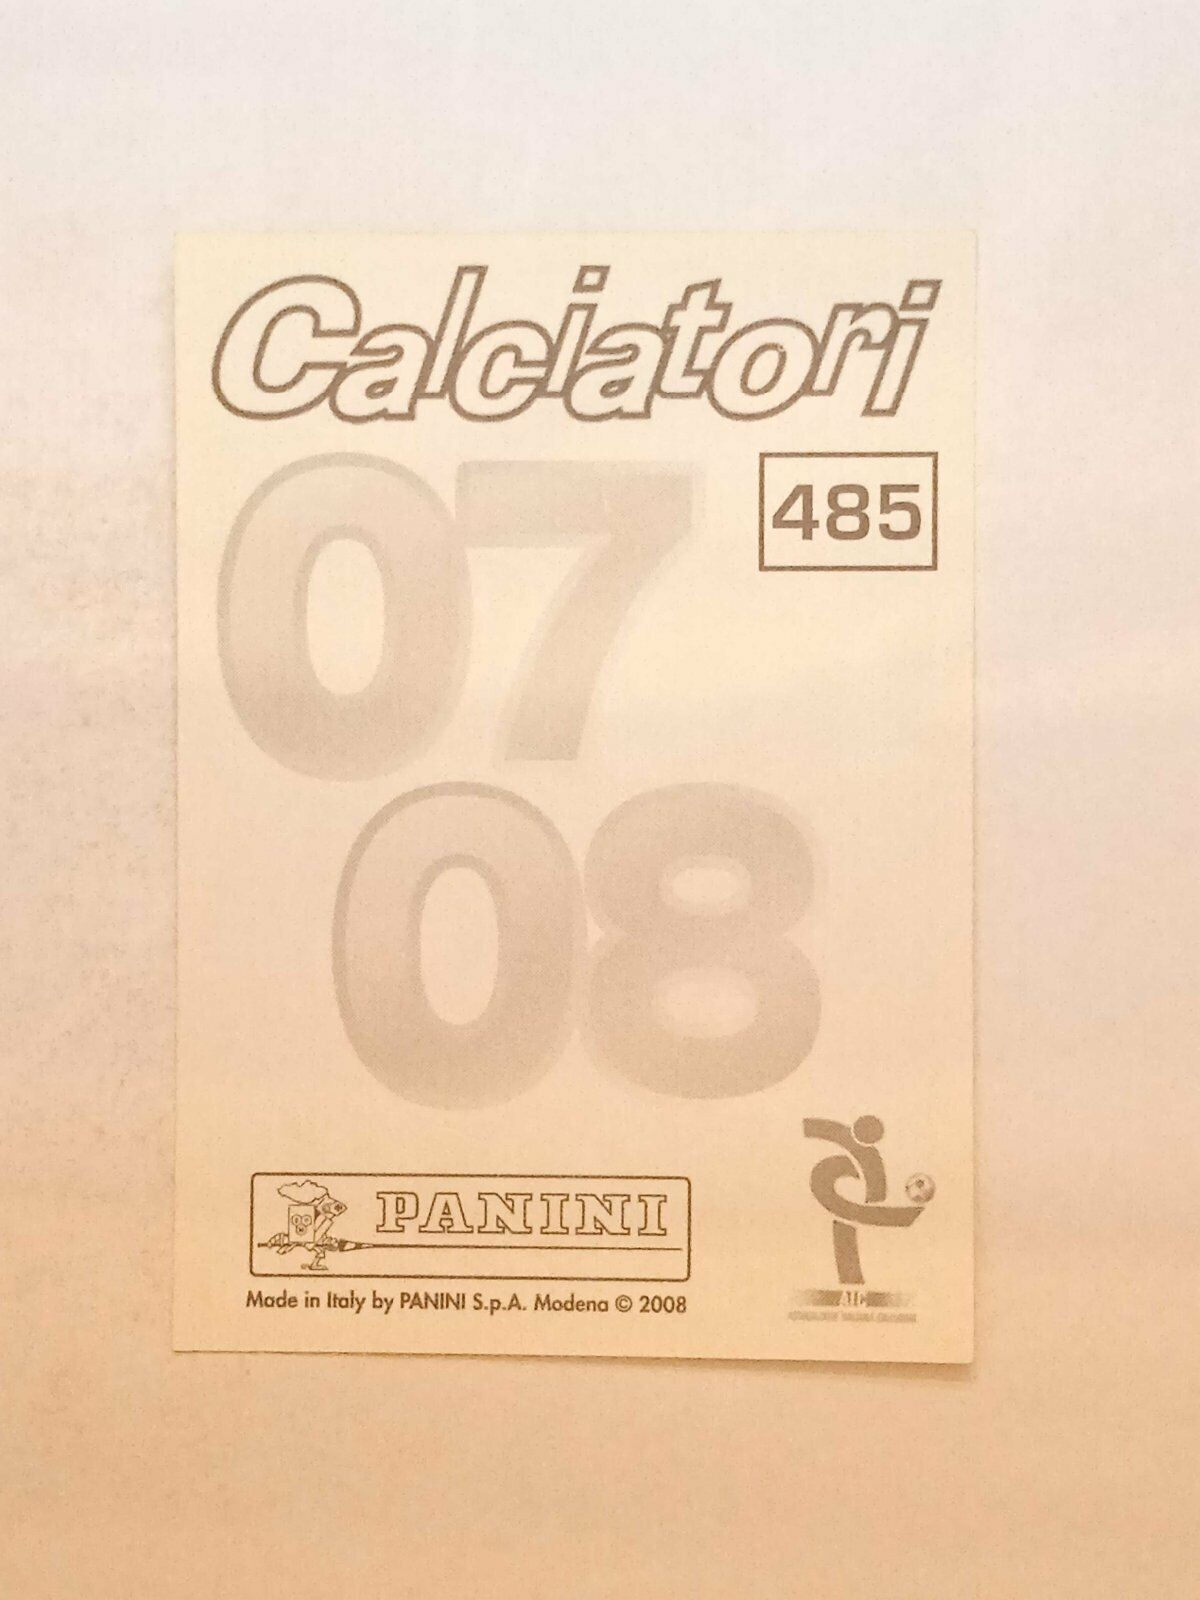 Calciatori
07
485
08
PANINI
Made in Italy by PANINI S.p.A. Modena © 2008